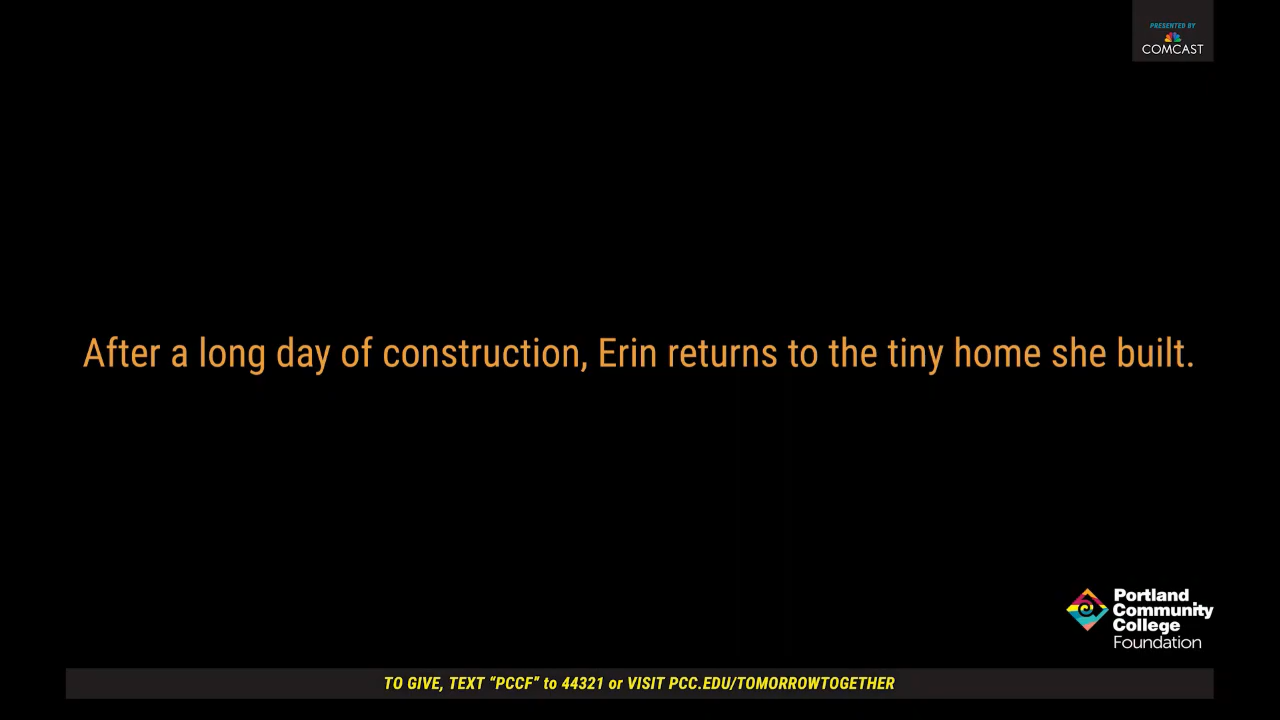 PRESENTED BY
COMCAST
After a long day of construction, Erin returns to the tiny home she built.
Portland
Community
College
Foundation
TO GIVE, TEXT “PCCF” to 44321 or VISIT PCC.EDU/TOMORROWTOGETHER